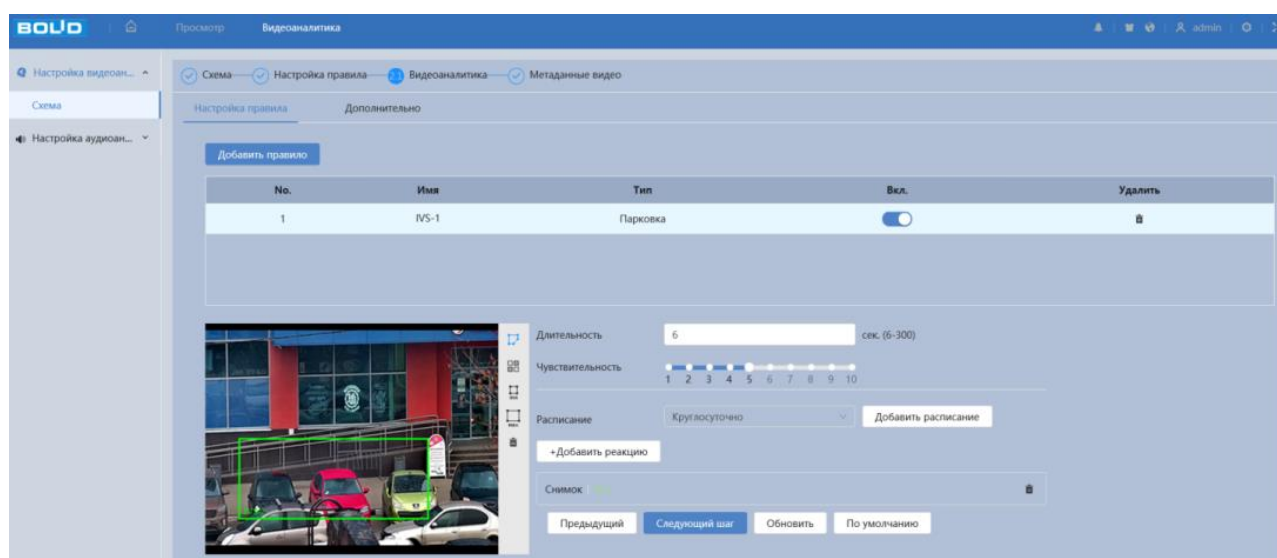 BOLID
Просмотр Видеоаналитика admin
Настройка видеоан... Схема Настройка правила Видеоаналитика Метаданные видео
Схема Настройка правила Дополнительно
Настройка аудиоан...
Добавить правило
No. Имя Тип Вкл. Удалить
1 IVS-1 Парковка
Длительность 6 сек. (6-300)
Чувствительность
1 2 3 4 5 6 7 8 9 10
Расписание Круглосуточно Добавить расписание
+Добавить реакцию
Снимок
Предыдущий Следующий шаг Обновить По умолчанию